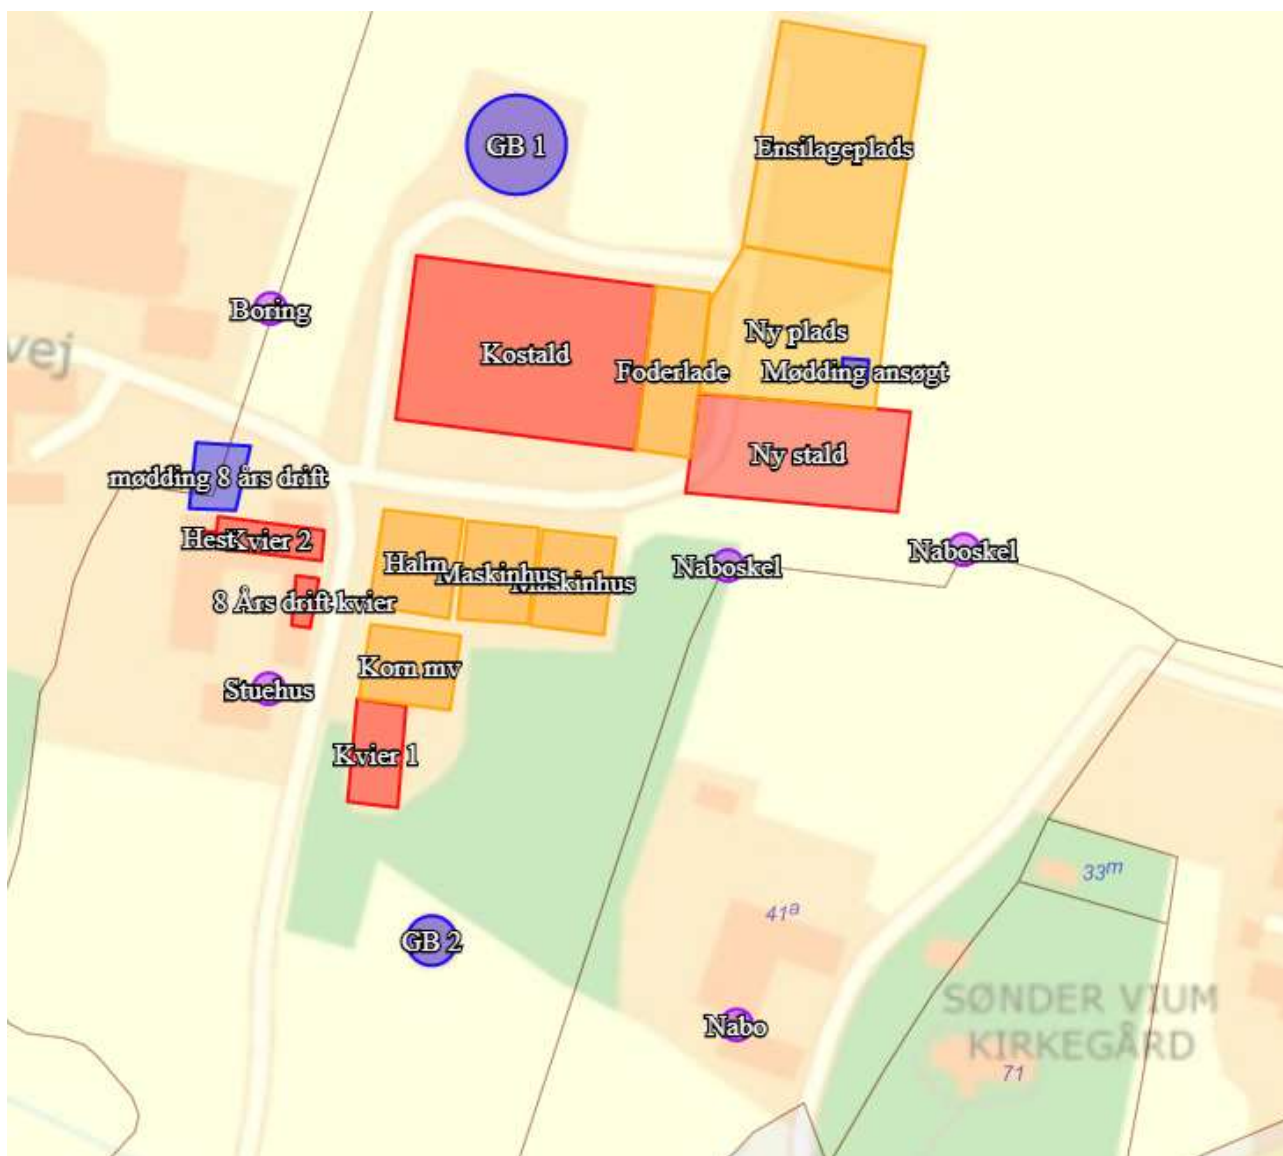 GB 1
Ensilageplads
Boring
Ny plads
vej
Kostald
Foderlade
Mødding ansøgt
Ny stald
mødding 8 års drift
Hest
Kvier 2
Halm
Maskinhus
Maskinhus
Naboskel
Naboskel
8 Års drift kvier
Korn mv
Stuehus
Kvier 1
33m
41a
GB 2
SØNDER VIUM
KIRKEGÅRD
Nabo
71